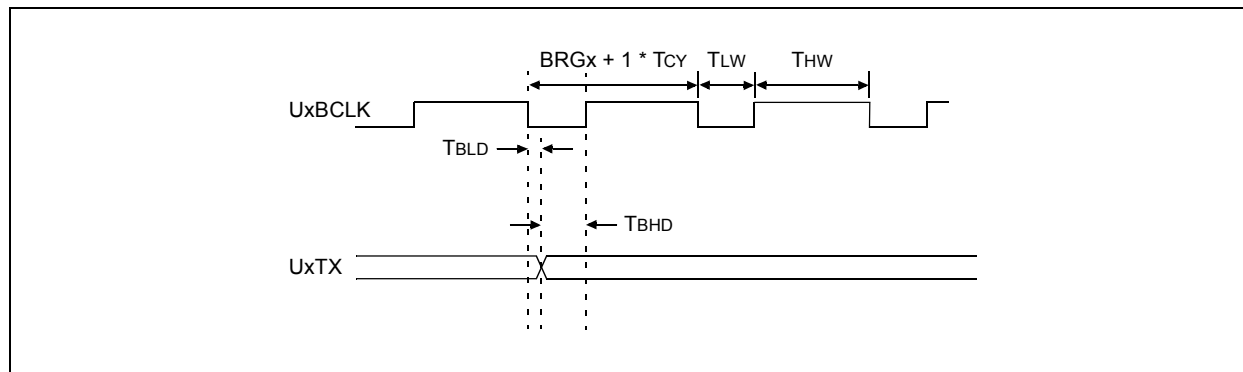 BRGx + 1 * TCY TLW THW
UxBCLK
TBLD
TBHD
UxTX